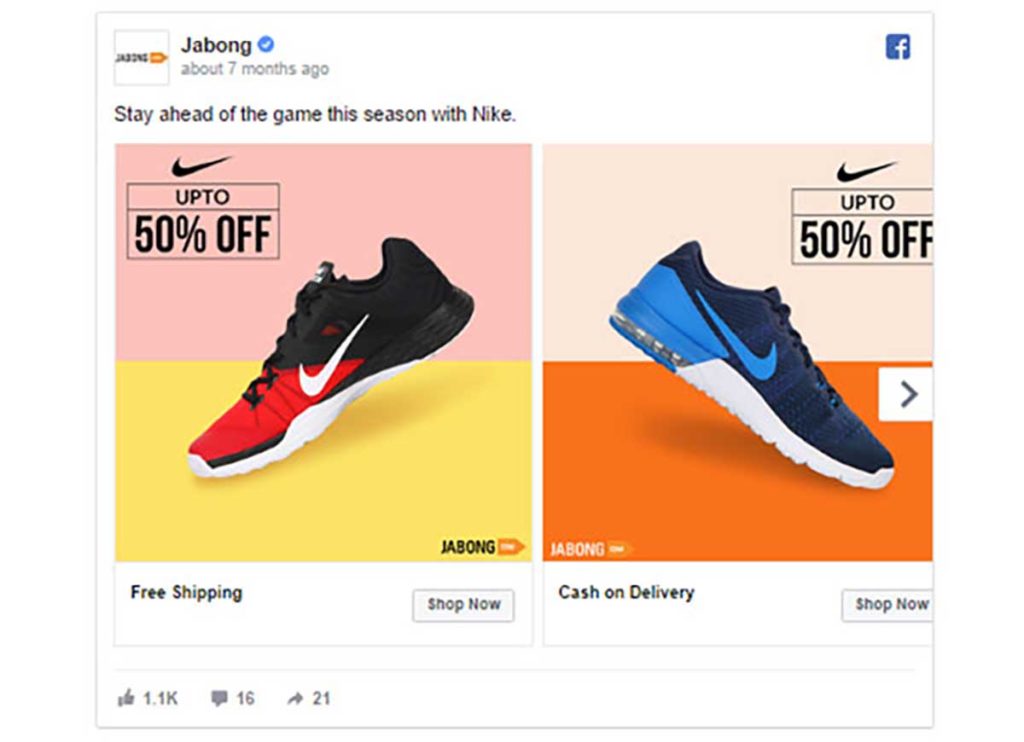 JABONG
Jabong
about 7 months ago
Stay ahead of the game this season with Nike.
UPTO
50% OFF
UPTO
50% OFF
JABONG
JABONG
Free Shipping
Shop Now
Cash on Delivery
Shop Now
1.1K
16
21